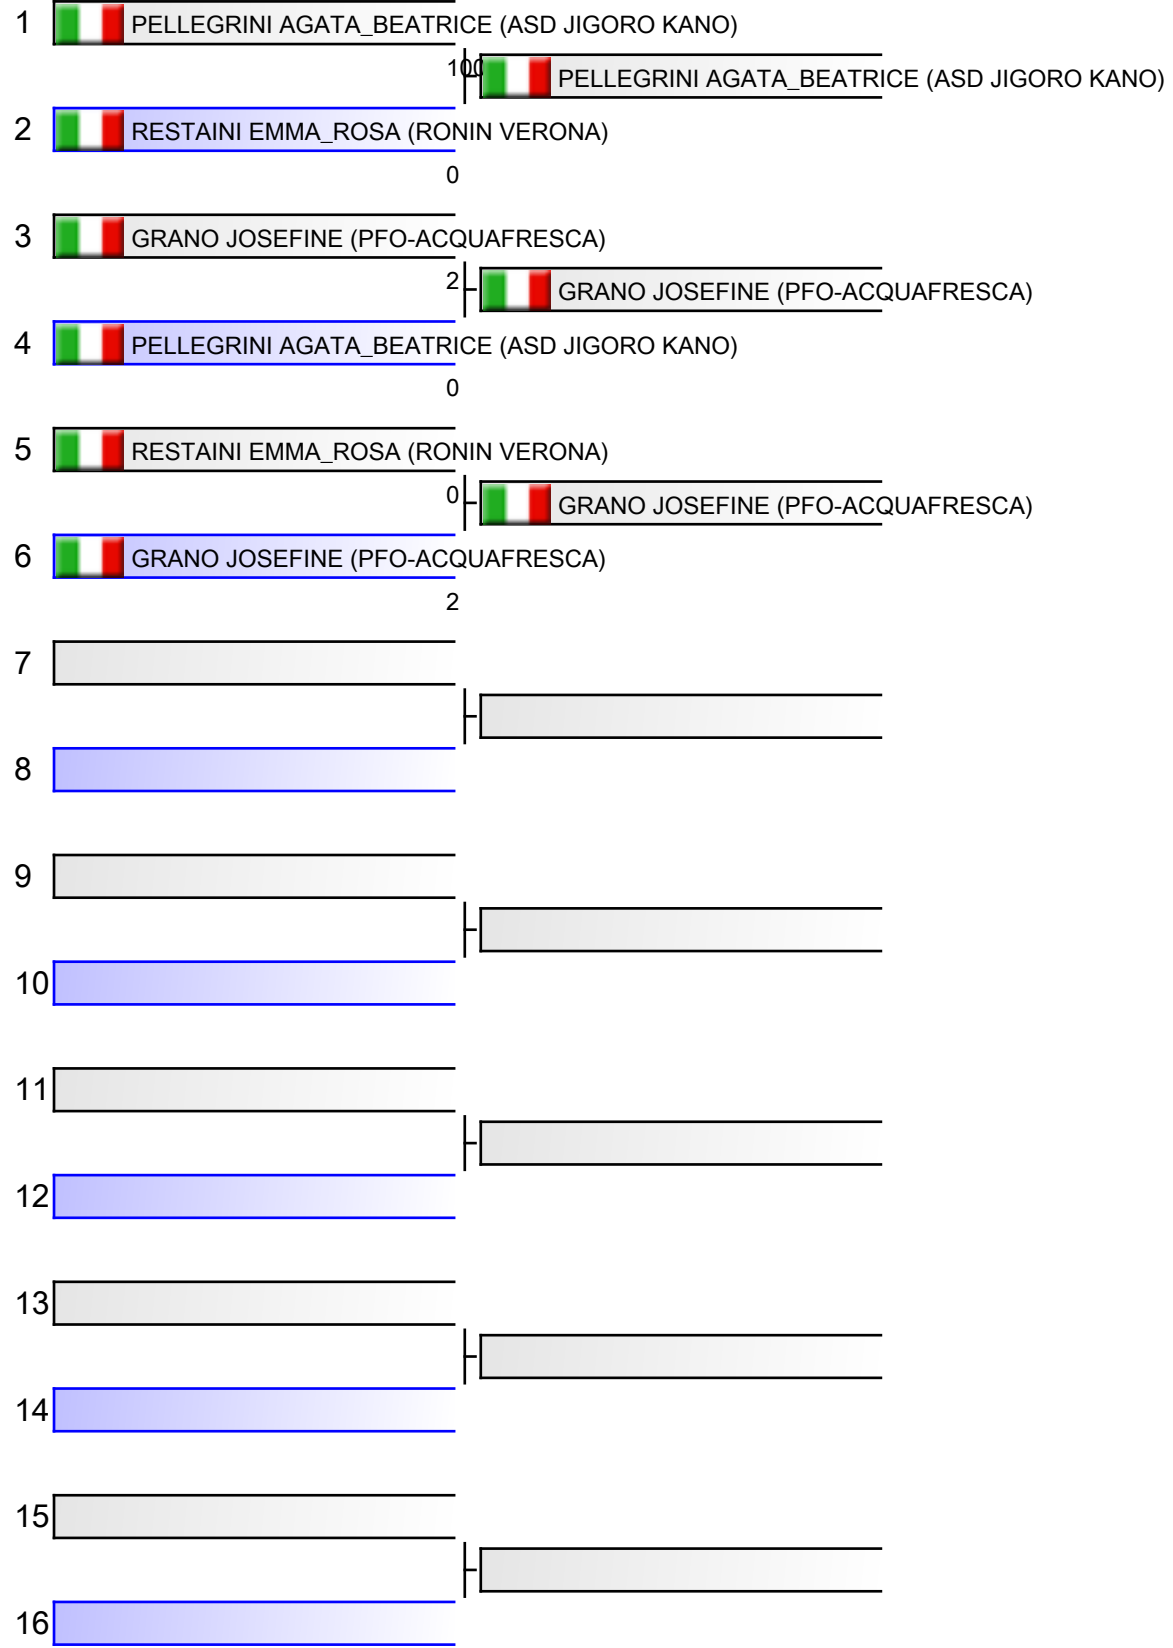 1 PELLEGRINI AGATA_BEATRICE (ASD JIGORO KANO)
100 PELLEGRINI AGATA_BEATRICE (ASD JIGORO KANO)
2 RESTAINI EMMA_ROSA (RONIN VERONA)
0
3 GRANO JOSEFINE (PFO-ACQUAFRESCA)
2 GRANO JOSEFINE (PFO-ACQUAFRESCA)
4 PELLEGRINI AGATA_BEATRICE (ASD JIGORO KANO)
0
5 RESTAINI EMMA_ROSA (RONIN VERONA)
0 GRANO JOSEFINE (PFO-ACQUAFRESCA)
6 GRANO JOSEFINE (PFO-ACQUAFRESCA)
2
7
8
9
10
11
12
13
14
15
16